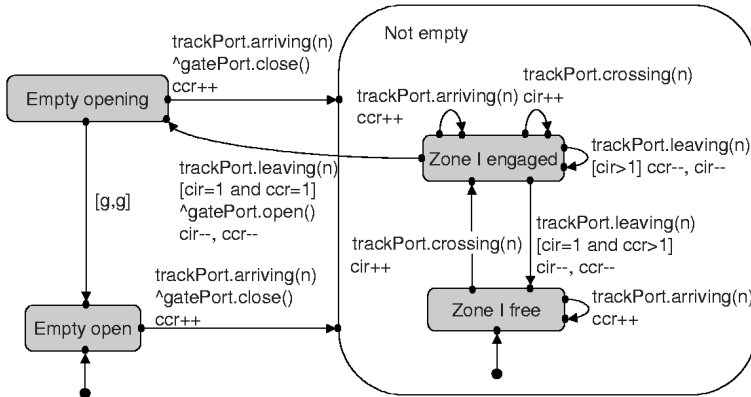 trackPort.arriving(n)
^gatePort.close()
ccr++
Not empty
Empty opening
trackPort.arriving(n)
ccr++
trackPort.crossing(n)
cir++
Zone I engaged
trackPort.leaving(n)
[cir>1] ccr--, cir--
trackPort.leaving(n)
[cir=1 and ccr=1]
^gatePort.open()
cir--, ccr--
[g,g]
trackPort.crossing(n)
cir++
trackPort.leaving(n)
[cir=1 and ccr>1]
cir--, ccr--
trackPort.arriving(n)
^gatePort.close()
ccr++
Empty open
Zone I free
trackPort.arriving(n)
ccr++